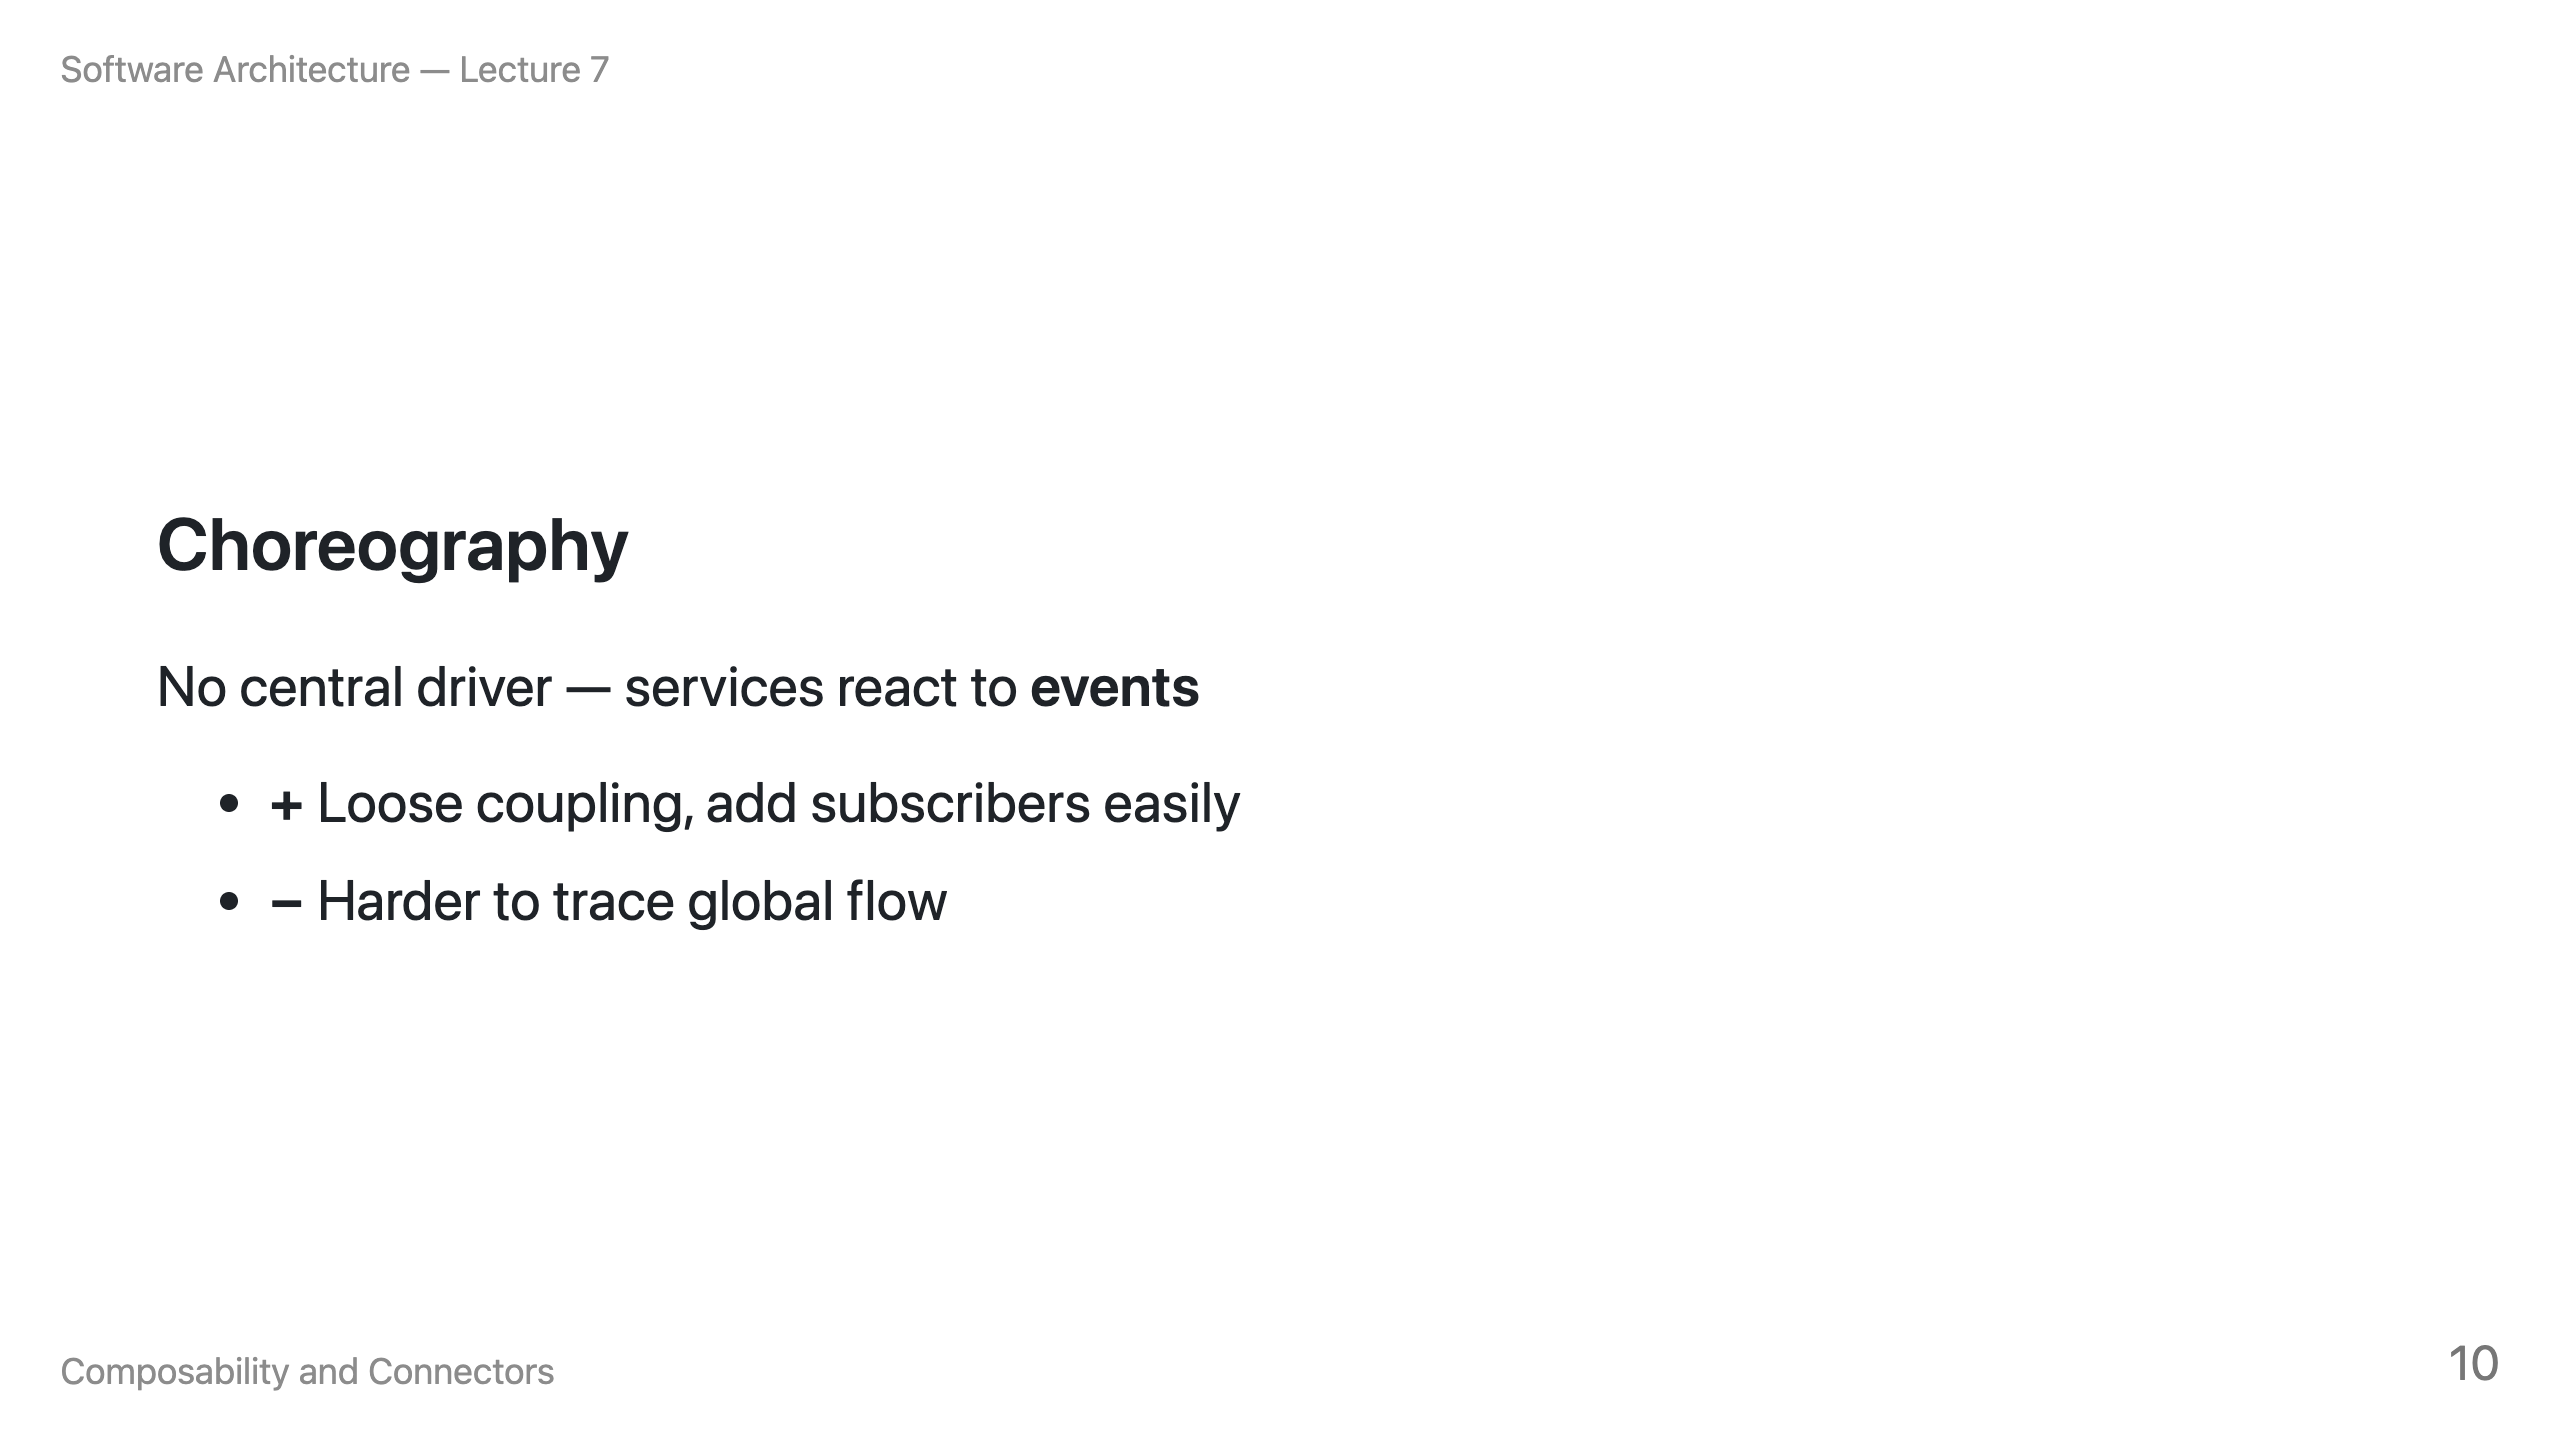 Software Architecture — Lecture 7
Choreography
No central driver — services react to events
• + Loose coupling, add subscribers easily
• – Harder to trace global flow
Composability and Connectors
10